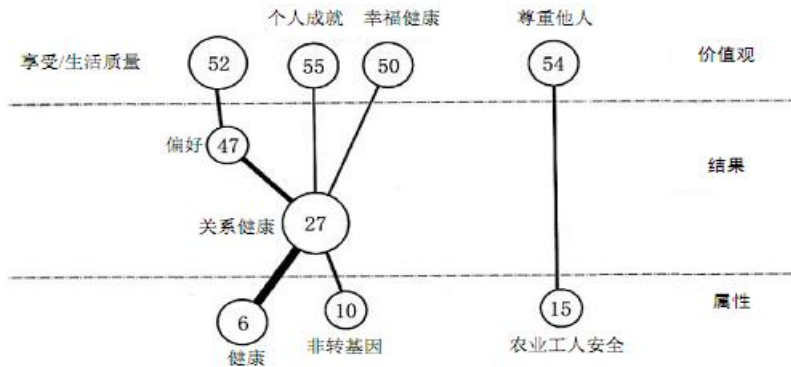 个人成就 幸福健康 尊重他人
享受/生活质量 52 55 50 54 价值观
偏好 47
结果
关系健康 27
6 10 15 属性
健康 非转基因 农业工人安全